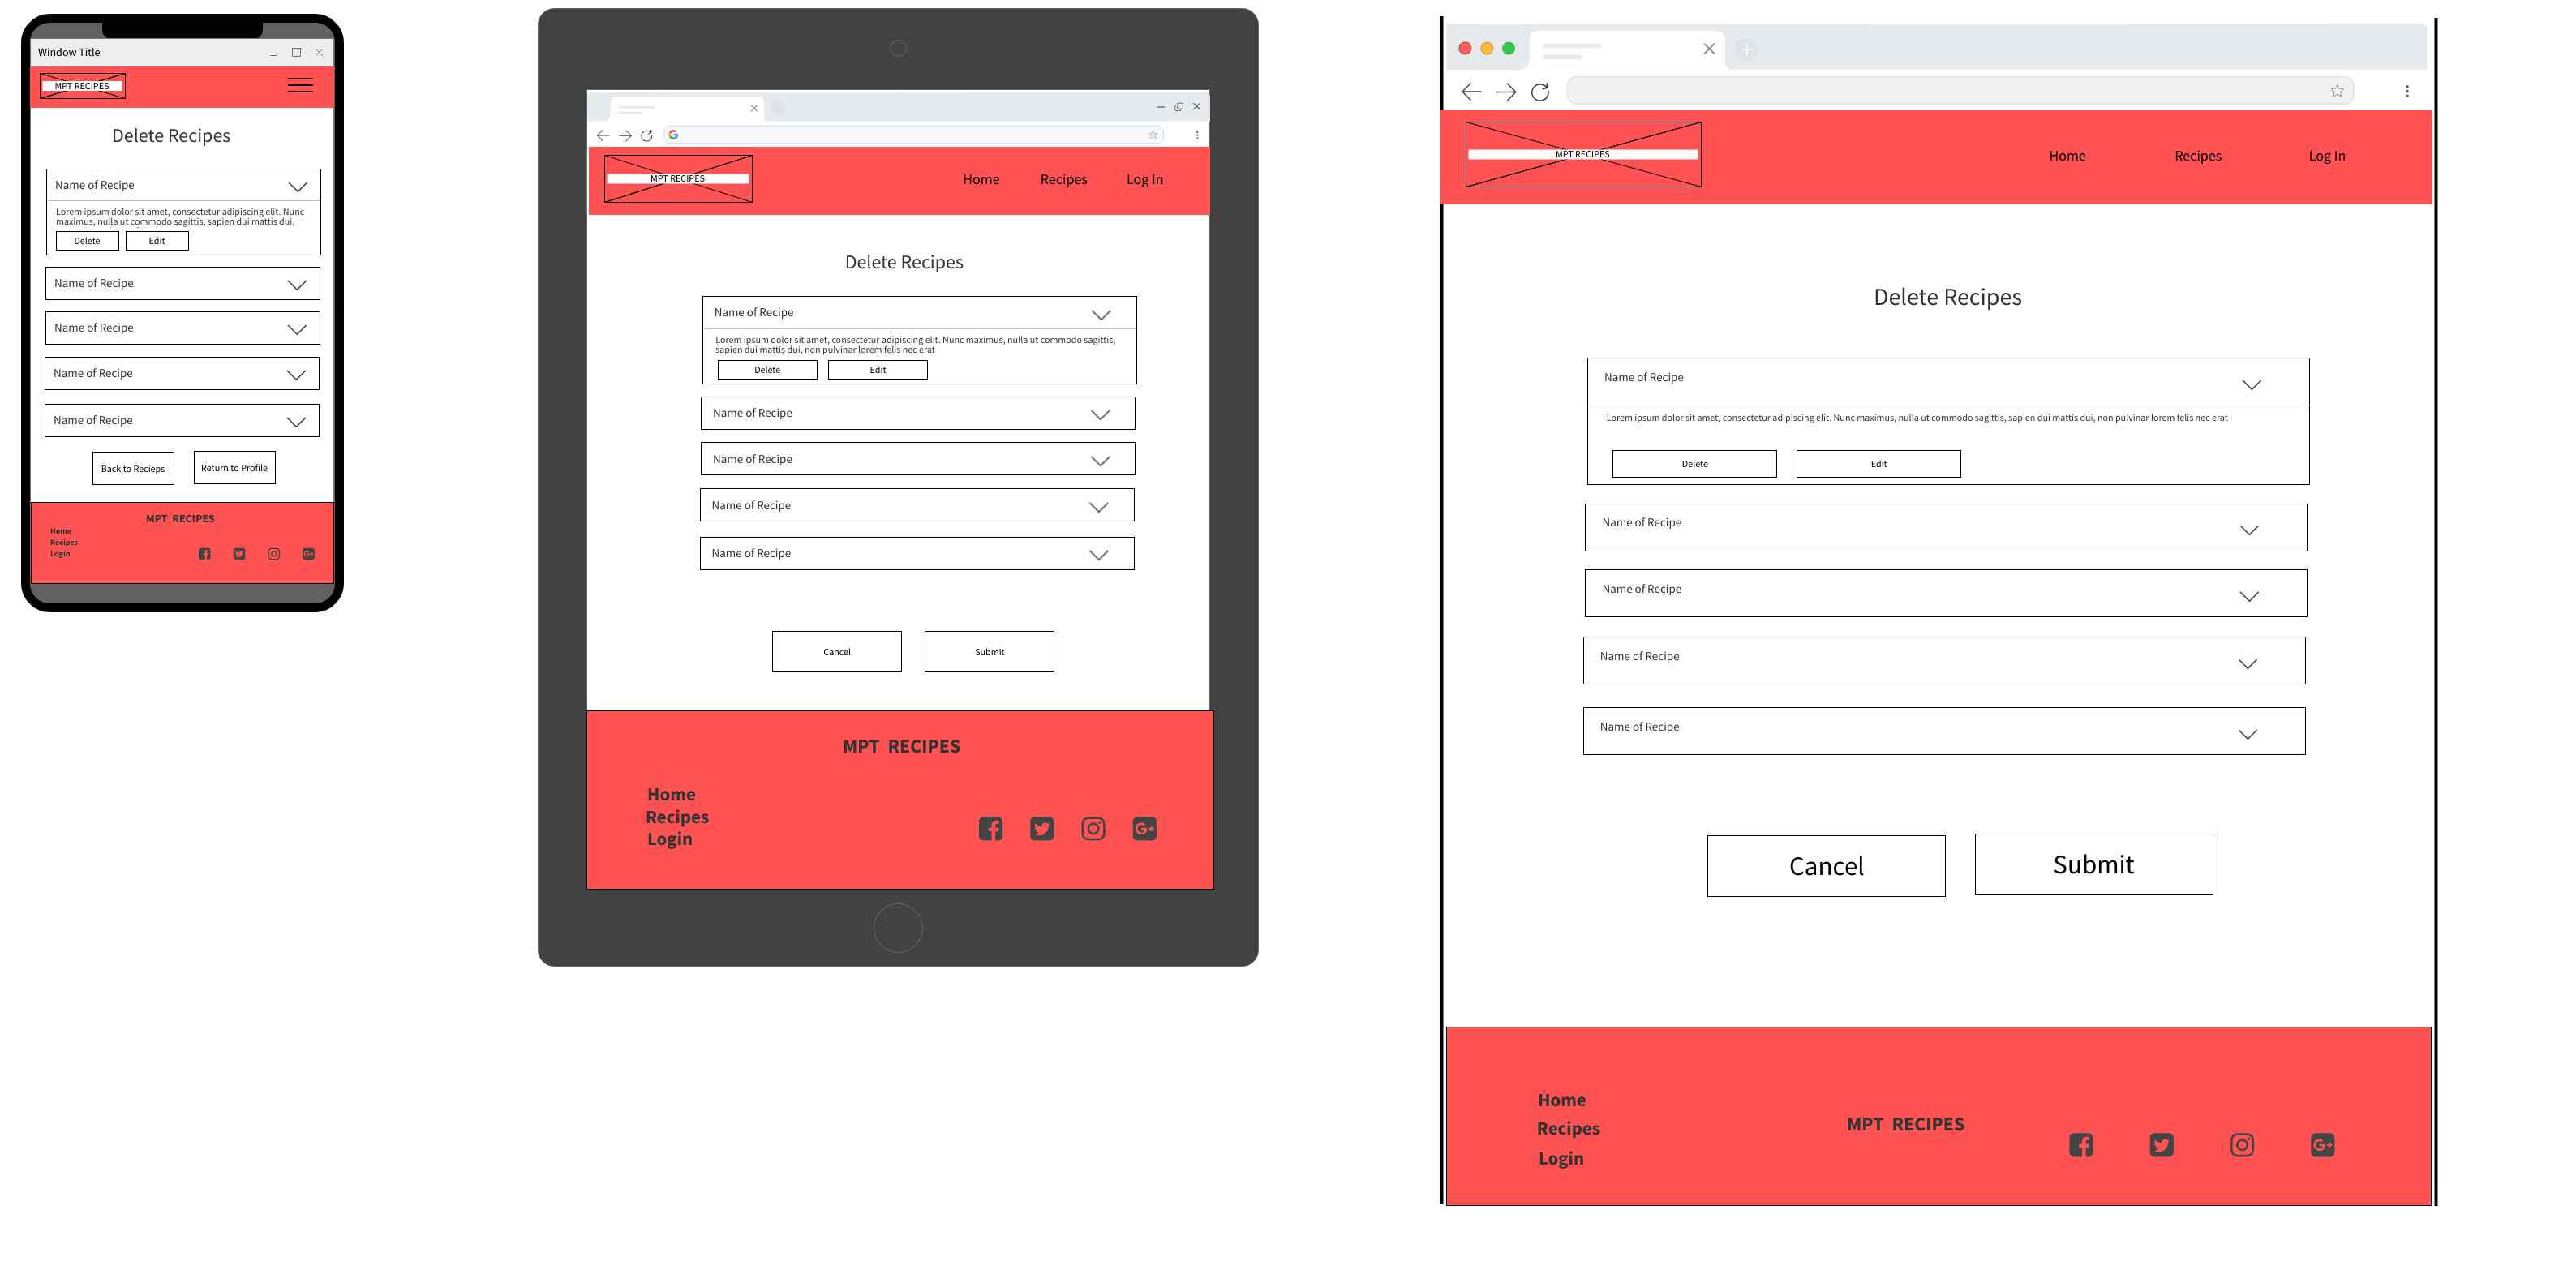 Window Title
MPT RECIPES
Delete Recipes
Name of Recipe
Lorem ipsum dolor sit amet, consectetur adipiscing elit. Nunc
maximus, nulla ut commodo sagittis, sapien dui mattis dui,
Delete Edit
Name of Recipe
Name of Recipe
Name of Recipe
Name of Recipe
Back to Recieps Return to Profile
MPT RECIPES
Home
Recipes
Login
MPT RECIPES
Home Recipes Log In
Delete Recipes
Name of Recipe
Lorem ipsum dolor sit amet, consectetur adipiscing elit. Nunc maximus, nulla ut commodo sagittis,
sapien dui mattis dui, non pulvinar lorem felis nec erat
Delete Edit
Name of Recipe
Name of Recipe
Name of Recipe
Name of Recipe
Cancel Submit
MPT RECIPES
Home
Recipes
Login
MPT RECIPES
Home Recipes Log In
Delete Recipes
Name of Recipe
Lorem ipsum dolor sit amet, consectetur adipiscing elit. Nunc maximus, nulla ut commodo sagittis, sapien dui mattis dui, non pulvinar lorem felis nec erat
Delete Edit
Name of Recipe
Name of Recipe
Name of Recipe
Name of Recipe
Cancel Submit
Home
Recipes
Login
MPT RECIPES